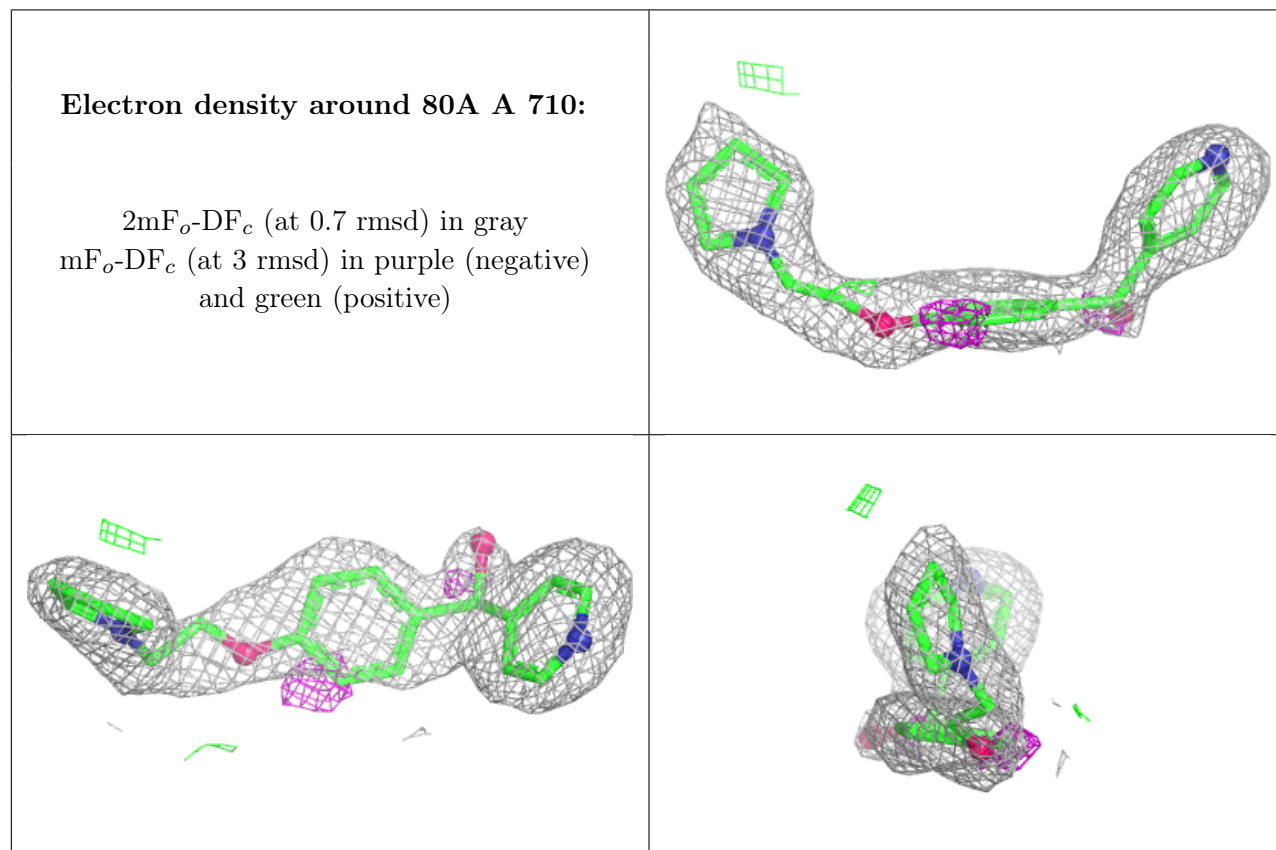 Electron density around 80A A 710:
2mFo-DFc (at 0.7 rmsd) in gray
mFo-DFc (at 3 rmsd) in purple (negative)
and green (positive)